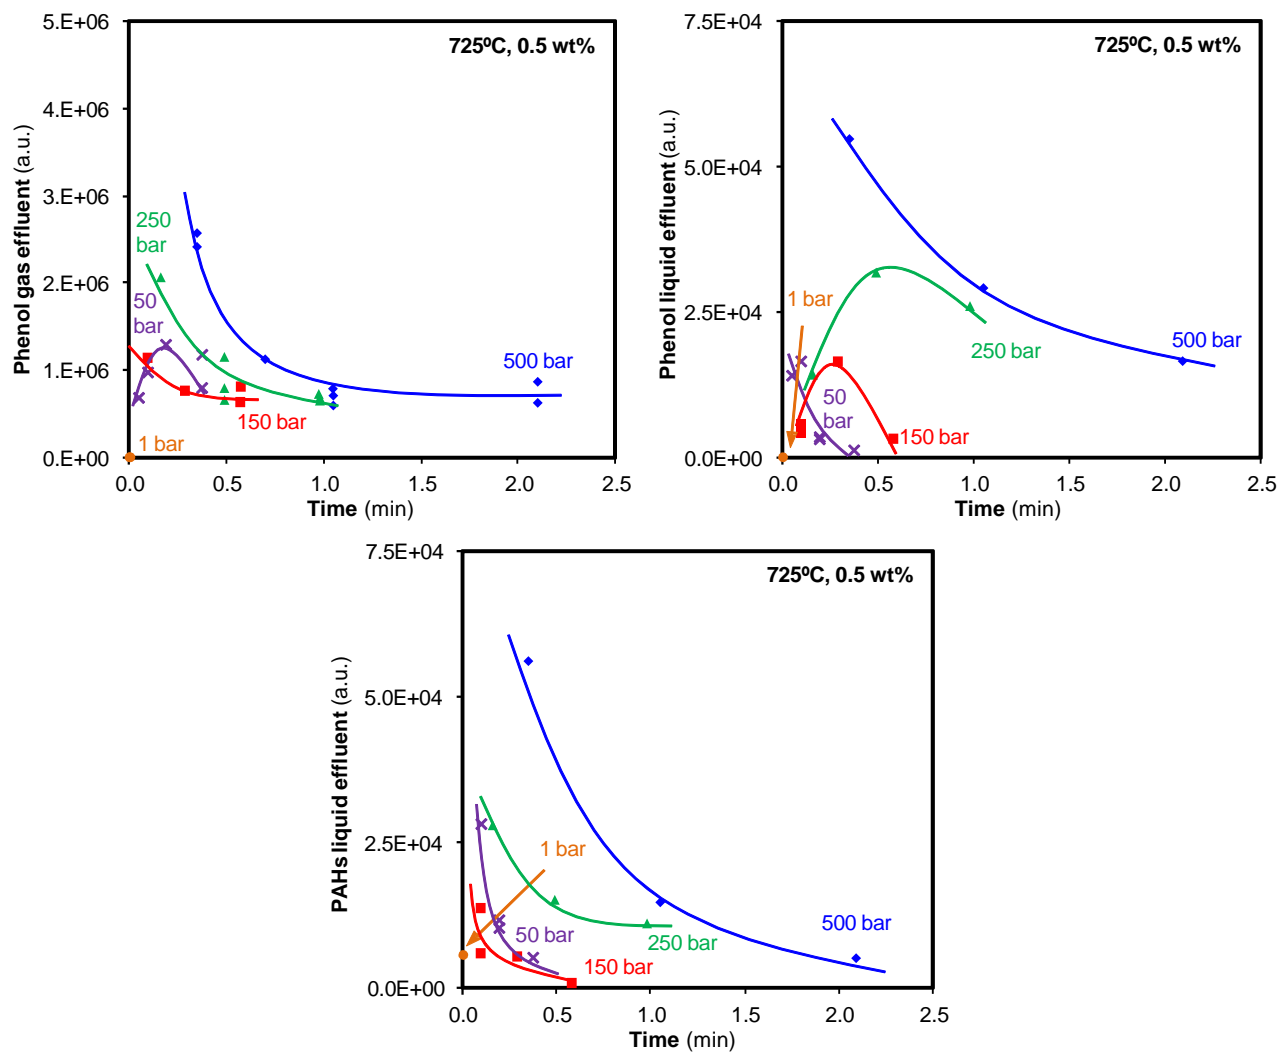 5.E+06
4.E+06
3.E+06
2.E+06
1.E+06
0.E+00
Phenol gas effluent (a.u.)
725ºC, 0.5 wt%
250
bar
50
bar
500 bar
150 bar
1 bar
0.0 0.5 1.0 1.5 2.0 2.5
Time (min)
7.5E+04
5.0E+04
2.5E+04
0.0E+00
Phenol liquid effluent (a.u.)
725ºC, 0.5 wt%
1 bar
500 bar
250 bar
50
bar
150 bar
0.0 0.5 1.0 1.5 2.0 2.5
Time (min)
7.5E+04
5.0E+04
2.5E+04
0.0E+00
PAHs liquid effluent (a.u.)
725ºC, 0.5 wt%
1 bar
500 bar
50 bar
250 bar
150 bar
0.0 0.5 1.0 1.5 2.0 2.5
Time (min)